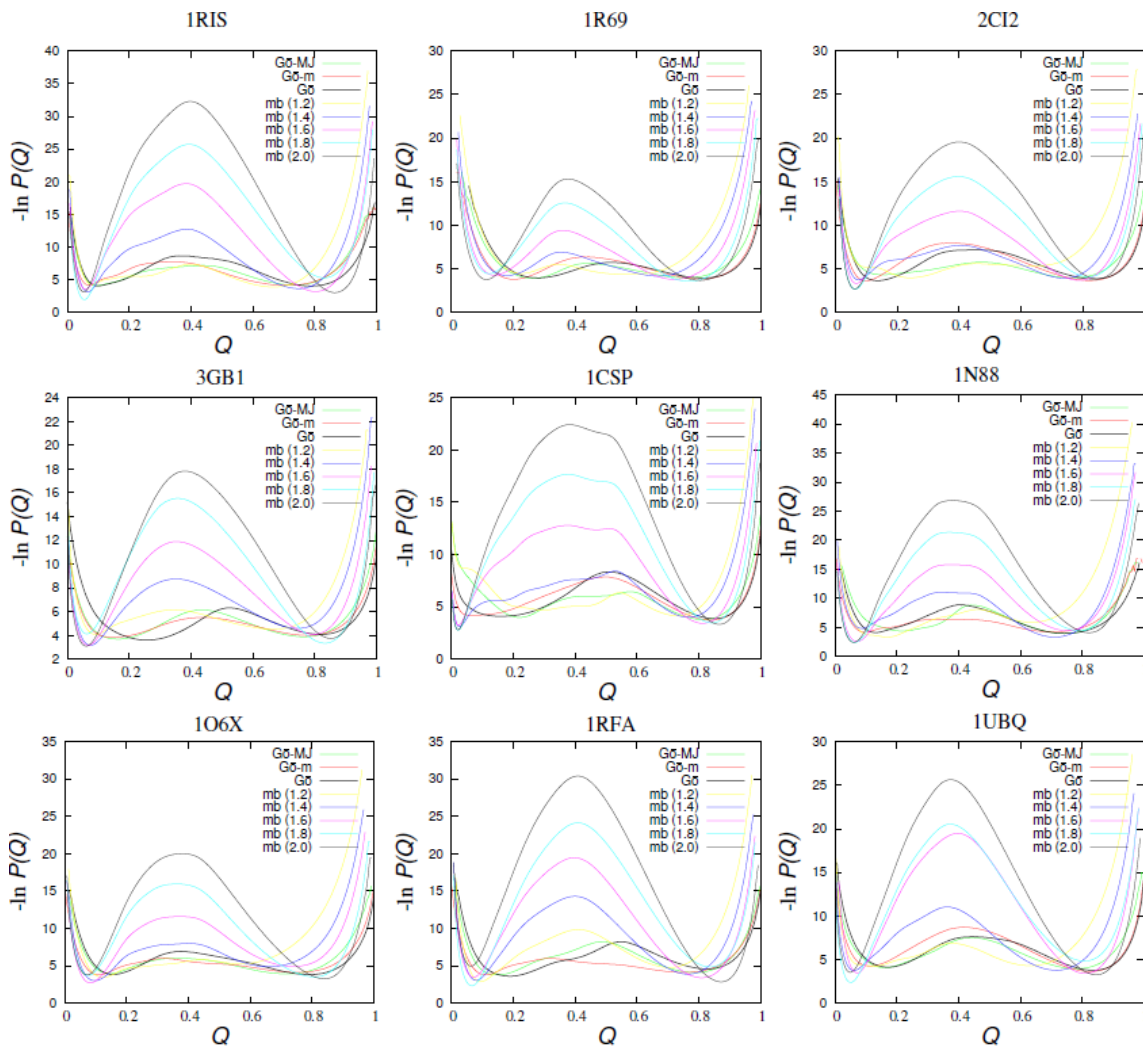 1RIS
40
35
30
25
20
15
10
5
0
-ln P(Q)
Gō-MJ
Gō-m
Gō
mb (1.2)
mb (1.4)
mb (1.6)
mb (1.8)
mb (2.0)
0 0.2 0.4 0.6 0.8 1
Q
1R69
30
25
20
15
10
5
0
-ln P(Q)
Gō-MJ
Gō-m
Gō
mb (1.2)
mb (1.4)
mb (1.6)
mb (1.8)
mb (2.0)
0 0.2 0.4 0.6 0.8 1
Q
2CI2
30
25
20
15
10
5
0
-ln P(Q)
Gō-MJ
Gō-m
Gō
mb (1.2)
mb (1.4)
mb (1.6)
mb (1.8)
mb (2.0)
0 0.2 0.4 0.6 0.8
Q
3GB1
24
22
20
18
16
14
12
10
8
6
4
2
-ln P(Q)
Gō-MJ
Gō-m
Gō
mb (1.2)
mb (1.4)
mb (1.6)
mb (1.8)
mb (2.0)
0 0.2 0.4 0.6 0.8 1
Q
1CSP
25
20
15
10
5
0
-ln P(Q)
Gō-MJ
Gō-m
Gō
mb (1.2)
mb (1.4)
mb (1.6)
mb (1.8)
mb (2.0)
0 0.2 0.4 0.6 0.8 1
Q
1N88
45
40
35
30
25
20
15
10
5
0
-ln P(Q)
Gō-MJ
Gō-m
Gō
mb (1.2)
mb (1.4)
mb (1.6)
mb (1.8)
mb (2.0)
0 0.2 0.4 0.6 0.8
Q
1O6X
35
30
25
20
15
10
5
0
-ln P(Q)
Gō-MJ
Gō-m
Gō
mb (1.2)
mb (1.4)
mb (1.6)
mb (1.8)
mb (2.0)
0 0.2 0.4 0.6 0.8 1
Q
1RFA
35
30
25
20
15
10
5
0
-ln P(Q)
Gō-MJ
Gō-m
Gō
mb (1.2)
mb (1.4)
mb (1.6)
mb (1.8)
mb (2.0)
0 0.2 0.4 0.6 0.8 1
Q
1UBQ
30
25
20
15
10
5
0
-ln P(Q)
Gō-MJ
Gō-m
Gō
mb (1.2)
mb (1.4)
mb (1.6)
mb (1.8)
mb (2.0)
0 0.2 0.4 0.6 0.8
Q